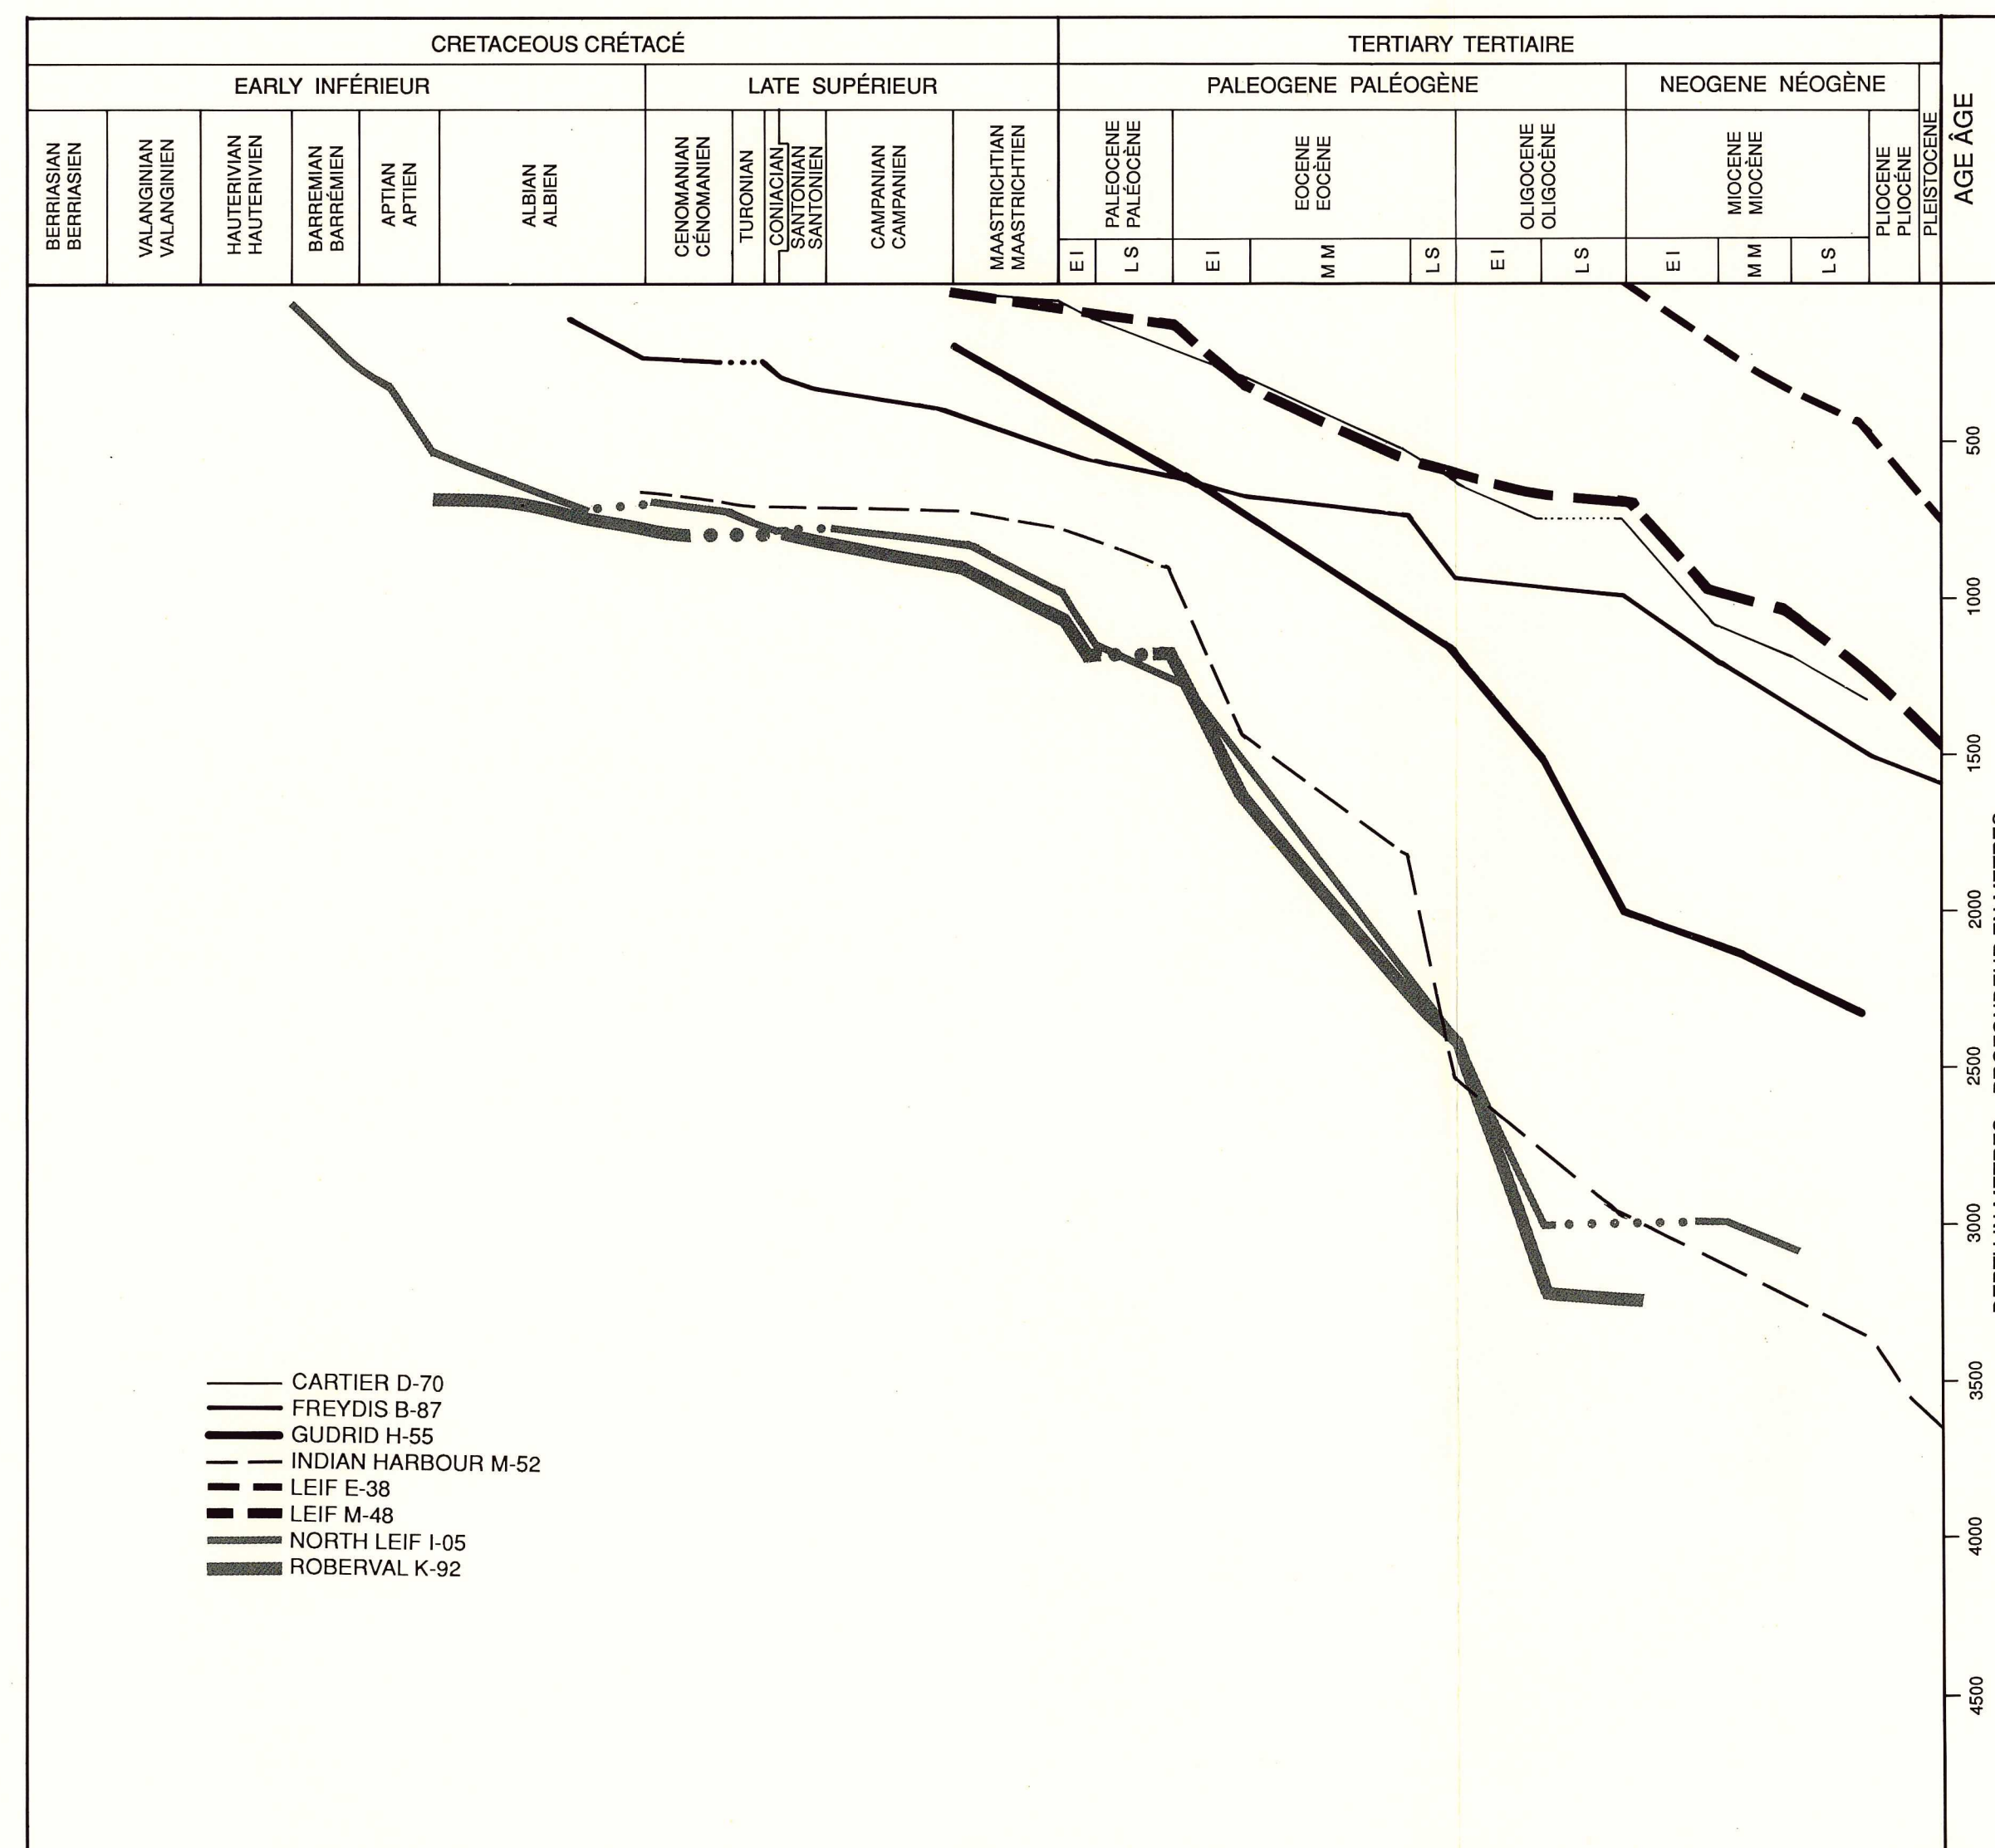 CRETACEOUS CRÉTACÉ
TERTIARY TERTIAIRE
EARLY INFÉRIEUR
LATE SUPÉRIEUR
PALEOGENE PALÉOGÈNE
NEOGENE NÉOGÈNE
BERRIASIAN
BERRIASIEN
VALANGINIAN
VALANGINIEN
HAUTERIVIAN
HAUTERIVIEN
BARREMIAN
BARRÉMIEN
APTIAN
APTIEN
ALBIAN
ALBIEN
CENOMANIAN
CÉNOMANIEN
TURONIAN
CONIACIAN
SANTONIAN
SANTONIEN
CAMPANIAN
CAMPANIEN
MAASTRICHTIAN
MAASTRICHTIEN
PALEOCENE
PALÉOCÈNE
EOCENE
EOCÈNE
OLIGOCENE
OLIGOCÈNE
MIOCENE
MIOCÈNE
PLIOCENE
PLIOCÉNE
PLEISTOCENE
AGE ÂGE
E I
L S
E I
M M
L S
E I
L S
E I
M M
L S
500
1000
1500
2000
2500
3000
3500
4000
4500
CARTIER D-70
FREYDIS B-87
GUDRID H-55
INDIAN HARBOUR M-52
LEIF E-38
LEIF M-48
NORTH LEIF I-05
ROBERVAL K-92